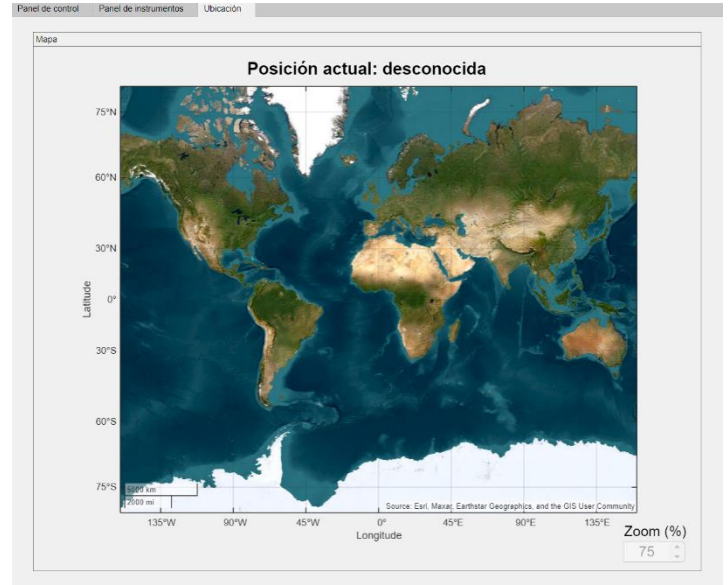 Panel de control Panel de instrumentos Ubicación
Mapa
Posición actual: desconocida
75°N
60°N
30°N
Latitude
0°
30°S
60°S
75°S
5000 km
2000 mi
Source: Esri, Maxar, Earthstar Geographics, and the GIS User Community
135°W 90°W 45°W 0° 45°E 90°E 135°E
Longitude
Zoom (%)
75